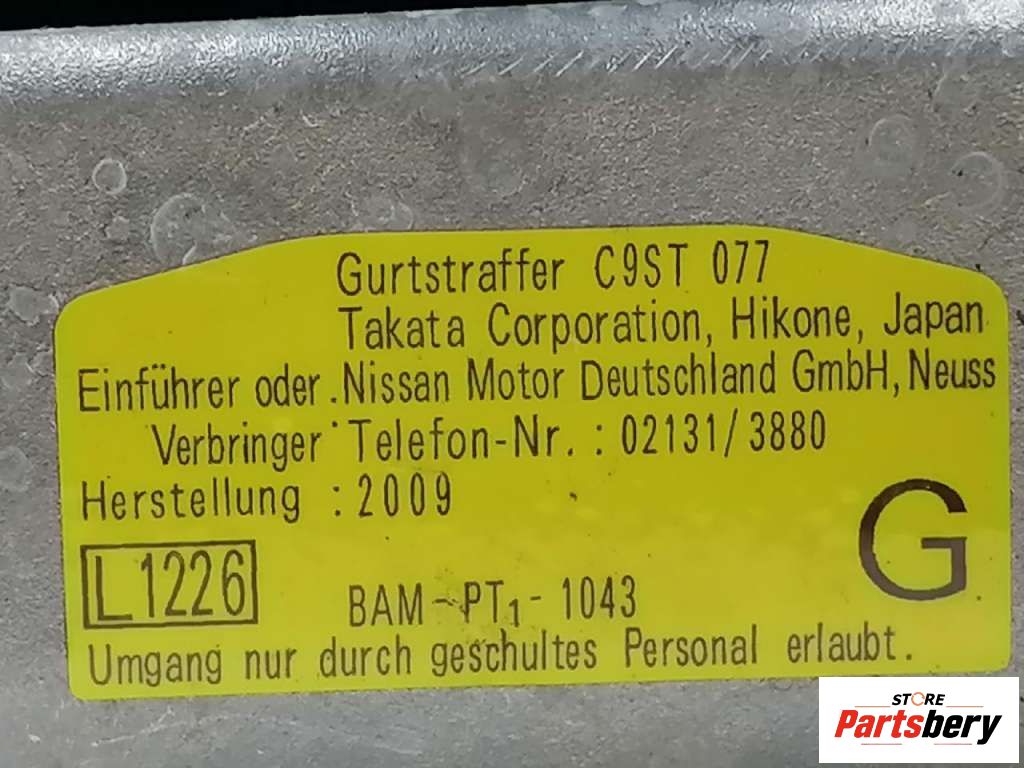 Gurtstraffer C9ST 077
Takata Corporation, Hikone, Japan
Einführer oder . Nissan Motor Deutschland GmbH, Neuss
Verbringer ˙ Telefon-Nr. : 02131/3880
Herstellung : 2009
G
L1226
BAM-PT₁-1043
Umgang nur durch geschultes Personal erlaubt.
STORE
Partsbery